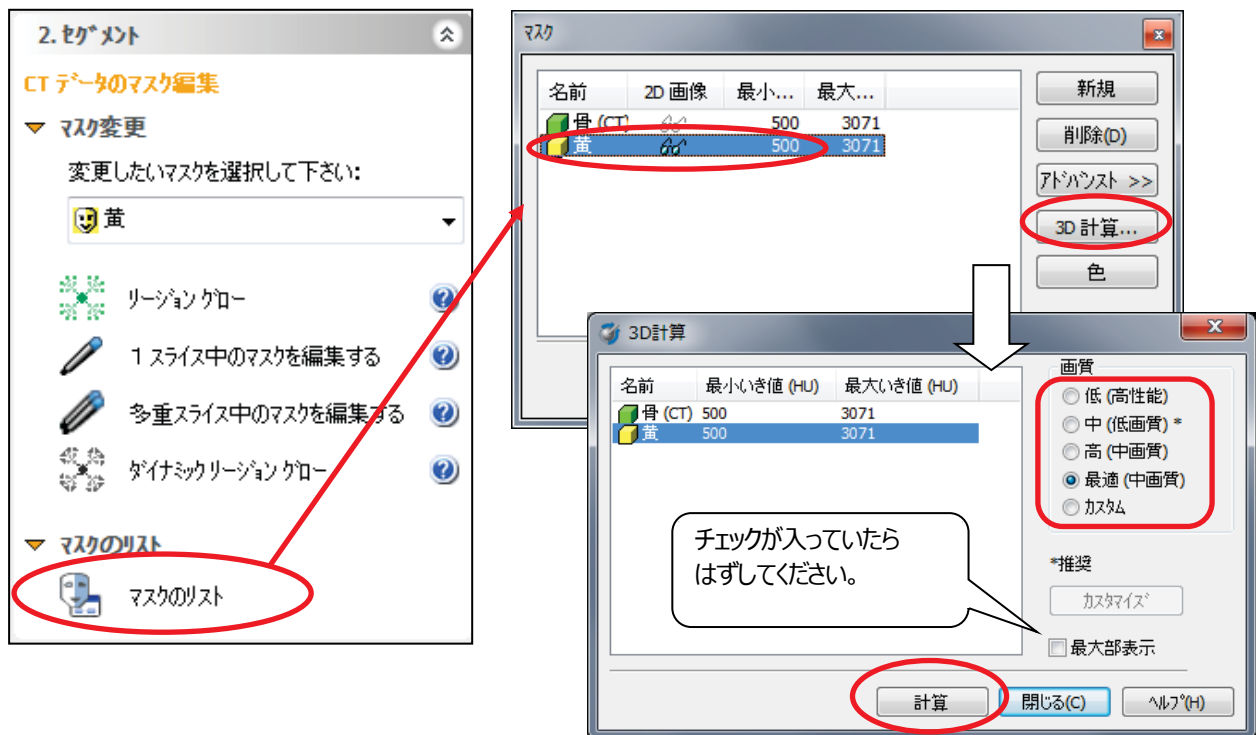 2. ｾｸﾞﾒﾝﾄ
CT ﾃﾞｰﾀのﾏｽｸ編集
ﾏｽｸ変更
変更したいﾏｽｸを選択して下さい:
黄
ﾘｰｼﾞｮﾝ ｸﾞﾛｰ
1 ｽﾗｲｽ中のﾏｽｸを編集する
多重ｽﾗｲｽ中のﾏｽｸを編集する
ﾀﾞｲﾅﾐｯｸ ﾘｰｼﾞｮﾝ ｸﾞﾛｰ
ﾏｽｸのﾘｽﾄ
ﾏｽｸのﾘｽﾄ
ﾏｽｸ
名前 2D 画像 最小... 最大...
骨 (CT) 500 3071
黄 500 3071
新規
削除(D)
ｱﾄﾞﾊﾞﾝｽﾄ >>
3D 計算...
色
3D計算
名前 最小いき値 (HU) 最大いき値 (HU)
骨 (CT) 500 3071
黄 500 3071
画質
低 (高性能)
中 (低画質) *
高 (中画質)
最適 (中画質)
ｶｽﾀﾑ
チェックが入っていたら
はずしてください。
*推奨
ｶｽﾀﾏｲｽﾞ
最大部表示
計算 閉じる(C) ﾍﾙﾌﾟ(H)